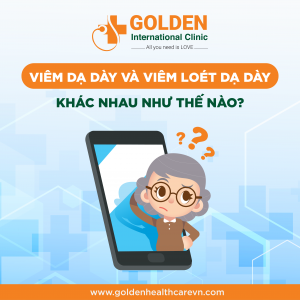 GOLDEN
International Clinic
All you need is LOVE
VIÊM DẠ DÀY VÀ VIÊM LOÉT DẠ DÀY
KHÁC NHAU NHƯ THẾ NÀO?
???
www.goldenhealthcarevn.com